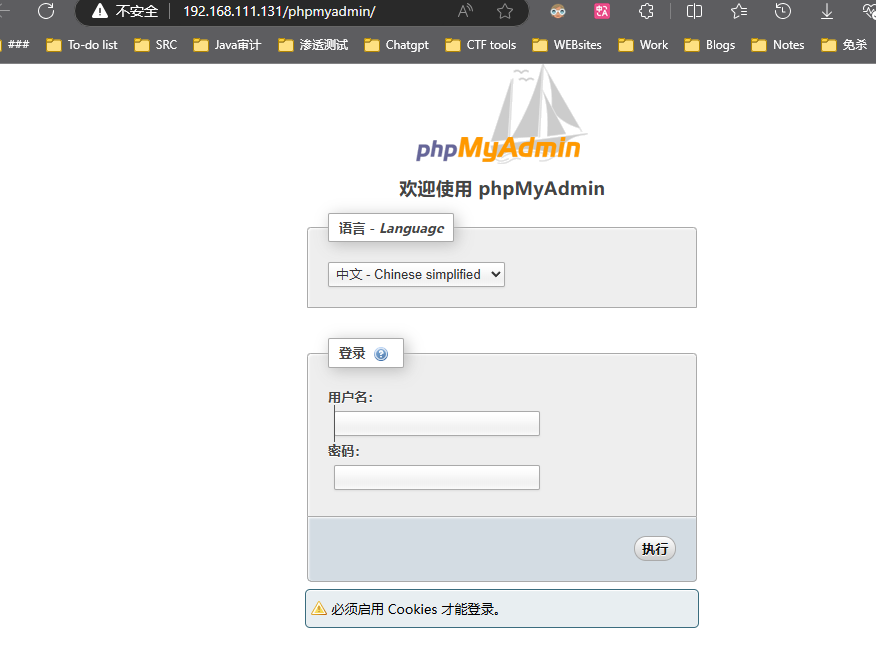 不安全 192.168.111.131/phpmyadmin/
### To-do list SRC Java审计 渗透测试 Chatgpt CTF tools WEBsites Work Blogs Notes 免杀
phpMyAdmin
欢迎使用 phpMyAdmin
语言 - Language
中文 - Chinese simplified
登录
用户名:
密码:
执行
必须启用 Cookies 才能登录。